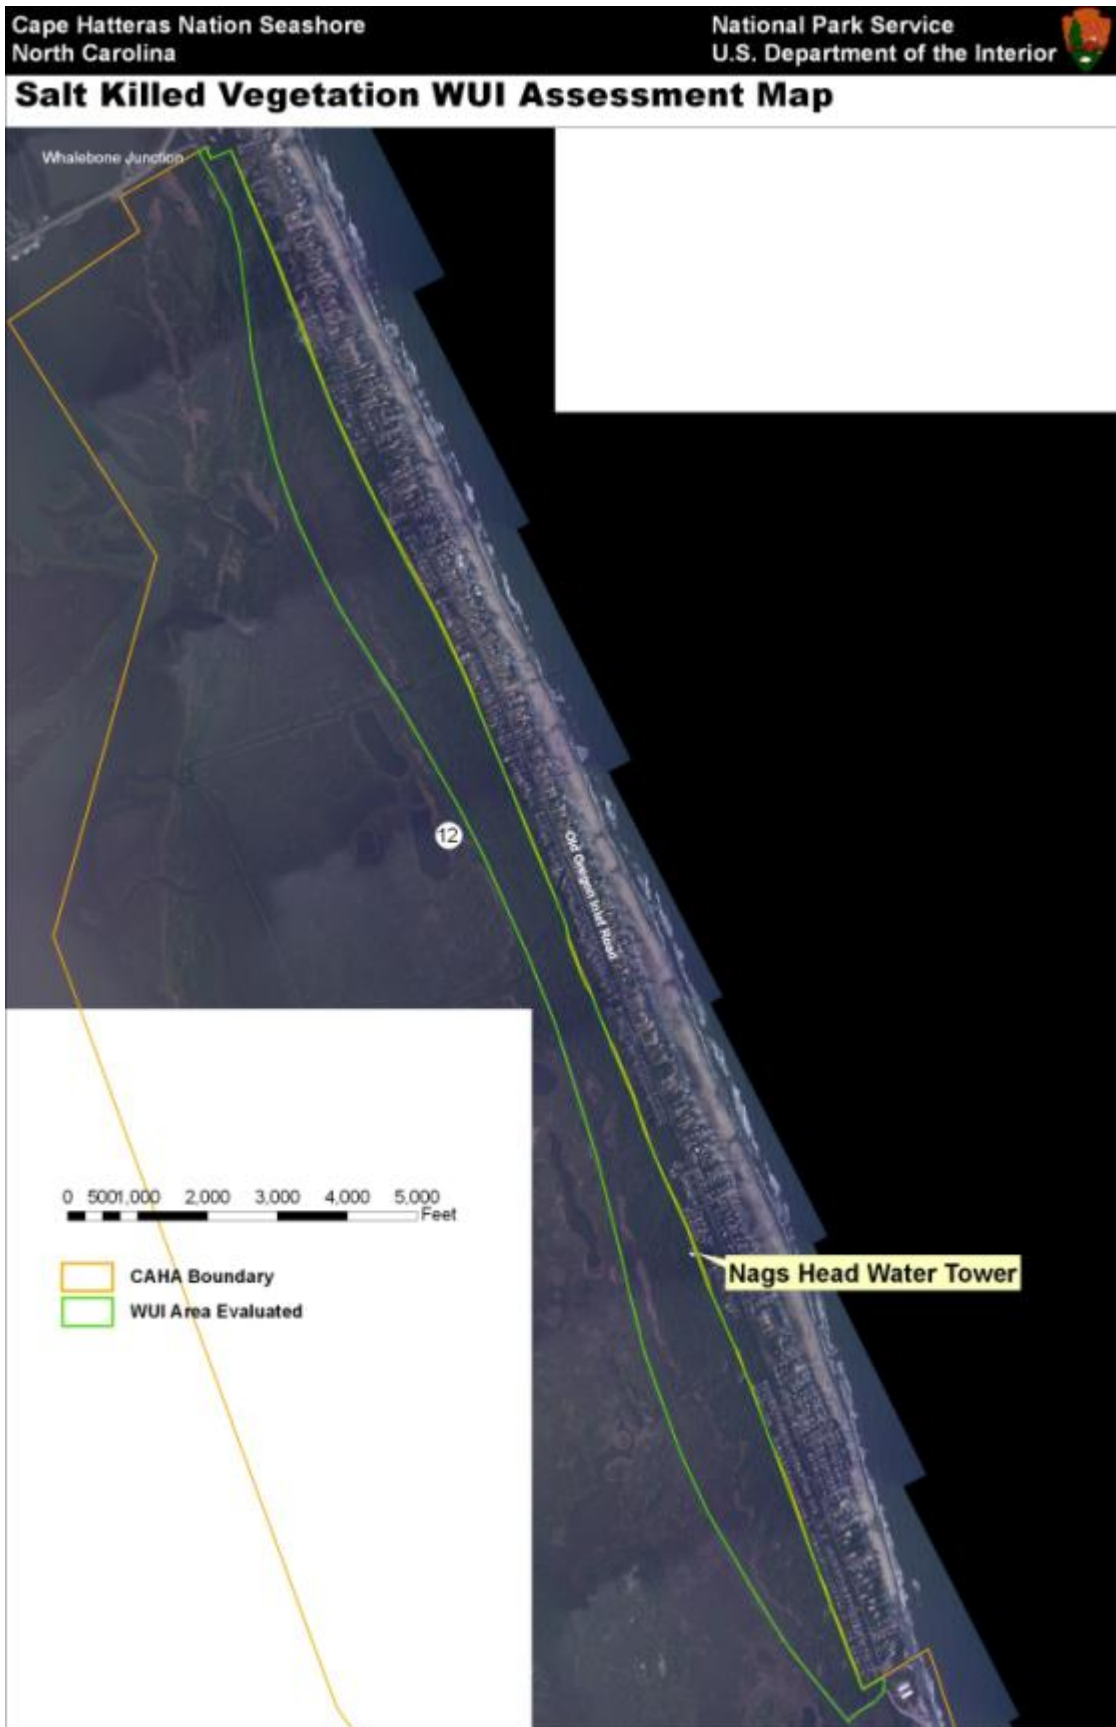 Cape Hatteras Nation Seashore
North Carolina
National Park Service
U.S. Department of the Interior
Salt Killed Vegetation WUI Assessment Map
Whalebone Junction
12
Old Oregon Inlet Road
Nags Head Water Tower
0 5001,000 2,000 3,000 4,000 5,000
Feet
CAHA Boundary
WUI Area Evaluated